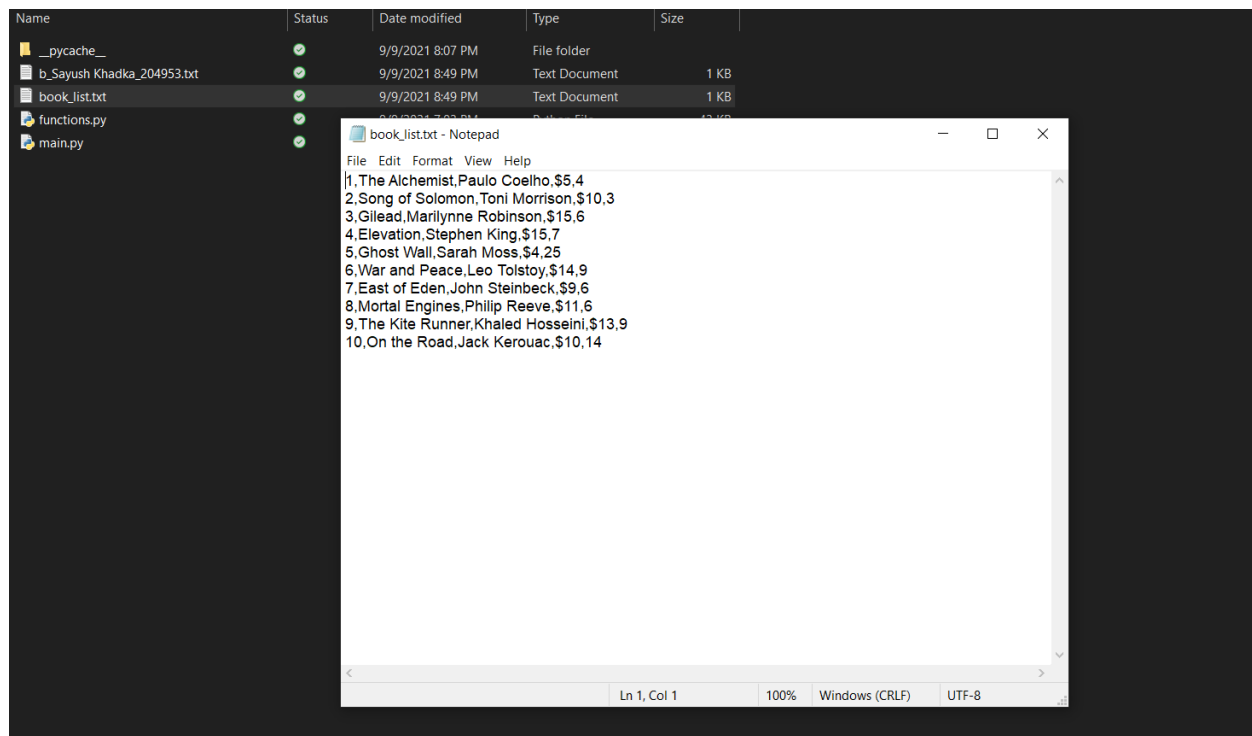 Name Status Date modified Type Size
__pycache__ 9/9/2021 8:07 PM File folder
b_Sayush Khadka_204953.txt 9/9/2021 8:49 PM Text Document 1 KB
book_list.txt 9/9/2021 8:49 PM Text Document 1 KB
functions.py
main.py
book_list.txt - Notepad
File Edit Format View Help
1,The Alchemist,Paulo Coelho,$5,4
2,Song of Solomon,Toni Morrison,$10,3
3,Gilead,Marilynne Robinson,$15,6
4,Elevation,Stephen King,$15,7
5,Ghost Wall,Sarah Moss,$4,25
6,War and Peace,Leo Tolstoy,$14,9
7,East of Eden,John Steinbeck,$9,6
8,Mortal Engines,Philip Reeve,$11,6
9,The Kite Runner,Khaled Hosseini,$13,9
10,On the Road,Jack Kerouac,$10,14
Ln 1, Col 1 100% Windows (CRLF) UTF-8